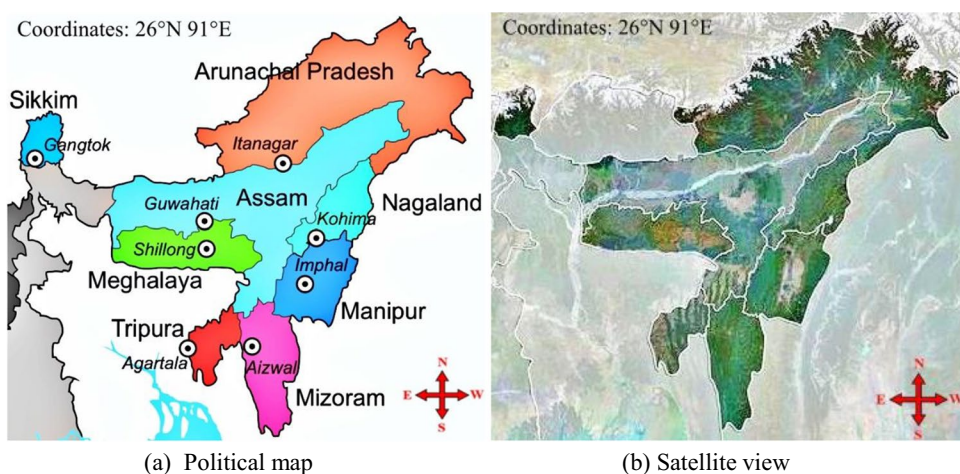 Coordinates: 26°N 91°E
Arunachal Pradesh
Sikkim
Gangtok
Itanagar
Assam
Guwahati
Nagaland
Kohima
Shillong
Imphal
Meghalaya
Manipur
Tripura
Agartala
Aizwal
Mizoram
N
E W
S
(a) Political map
Coordinates: 26°N 91°E
N
E W
S
(b) Satellite view